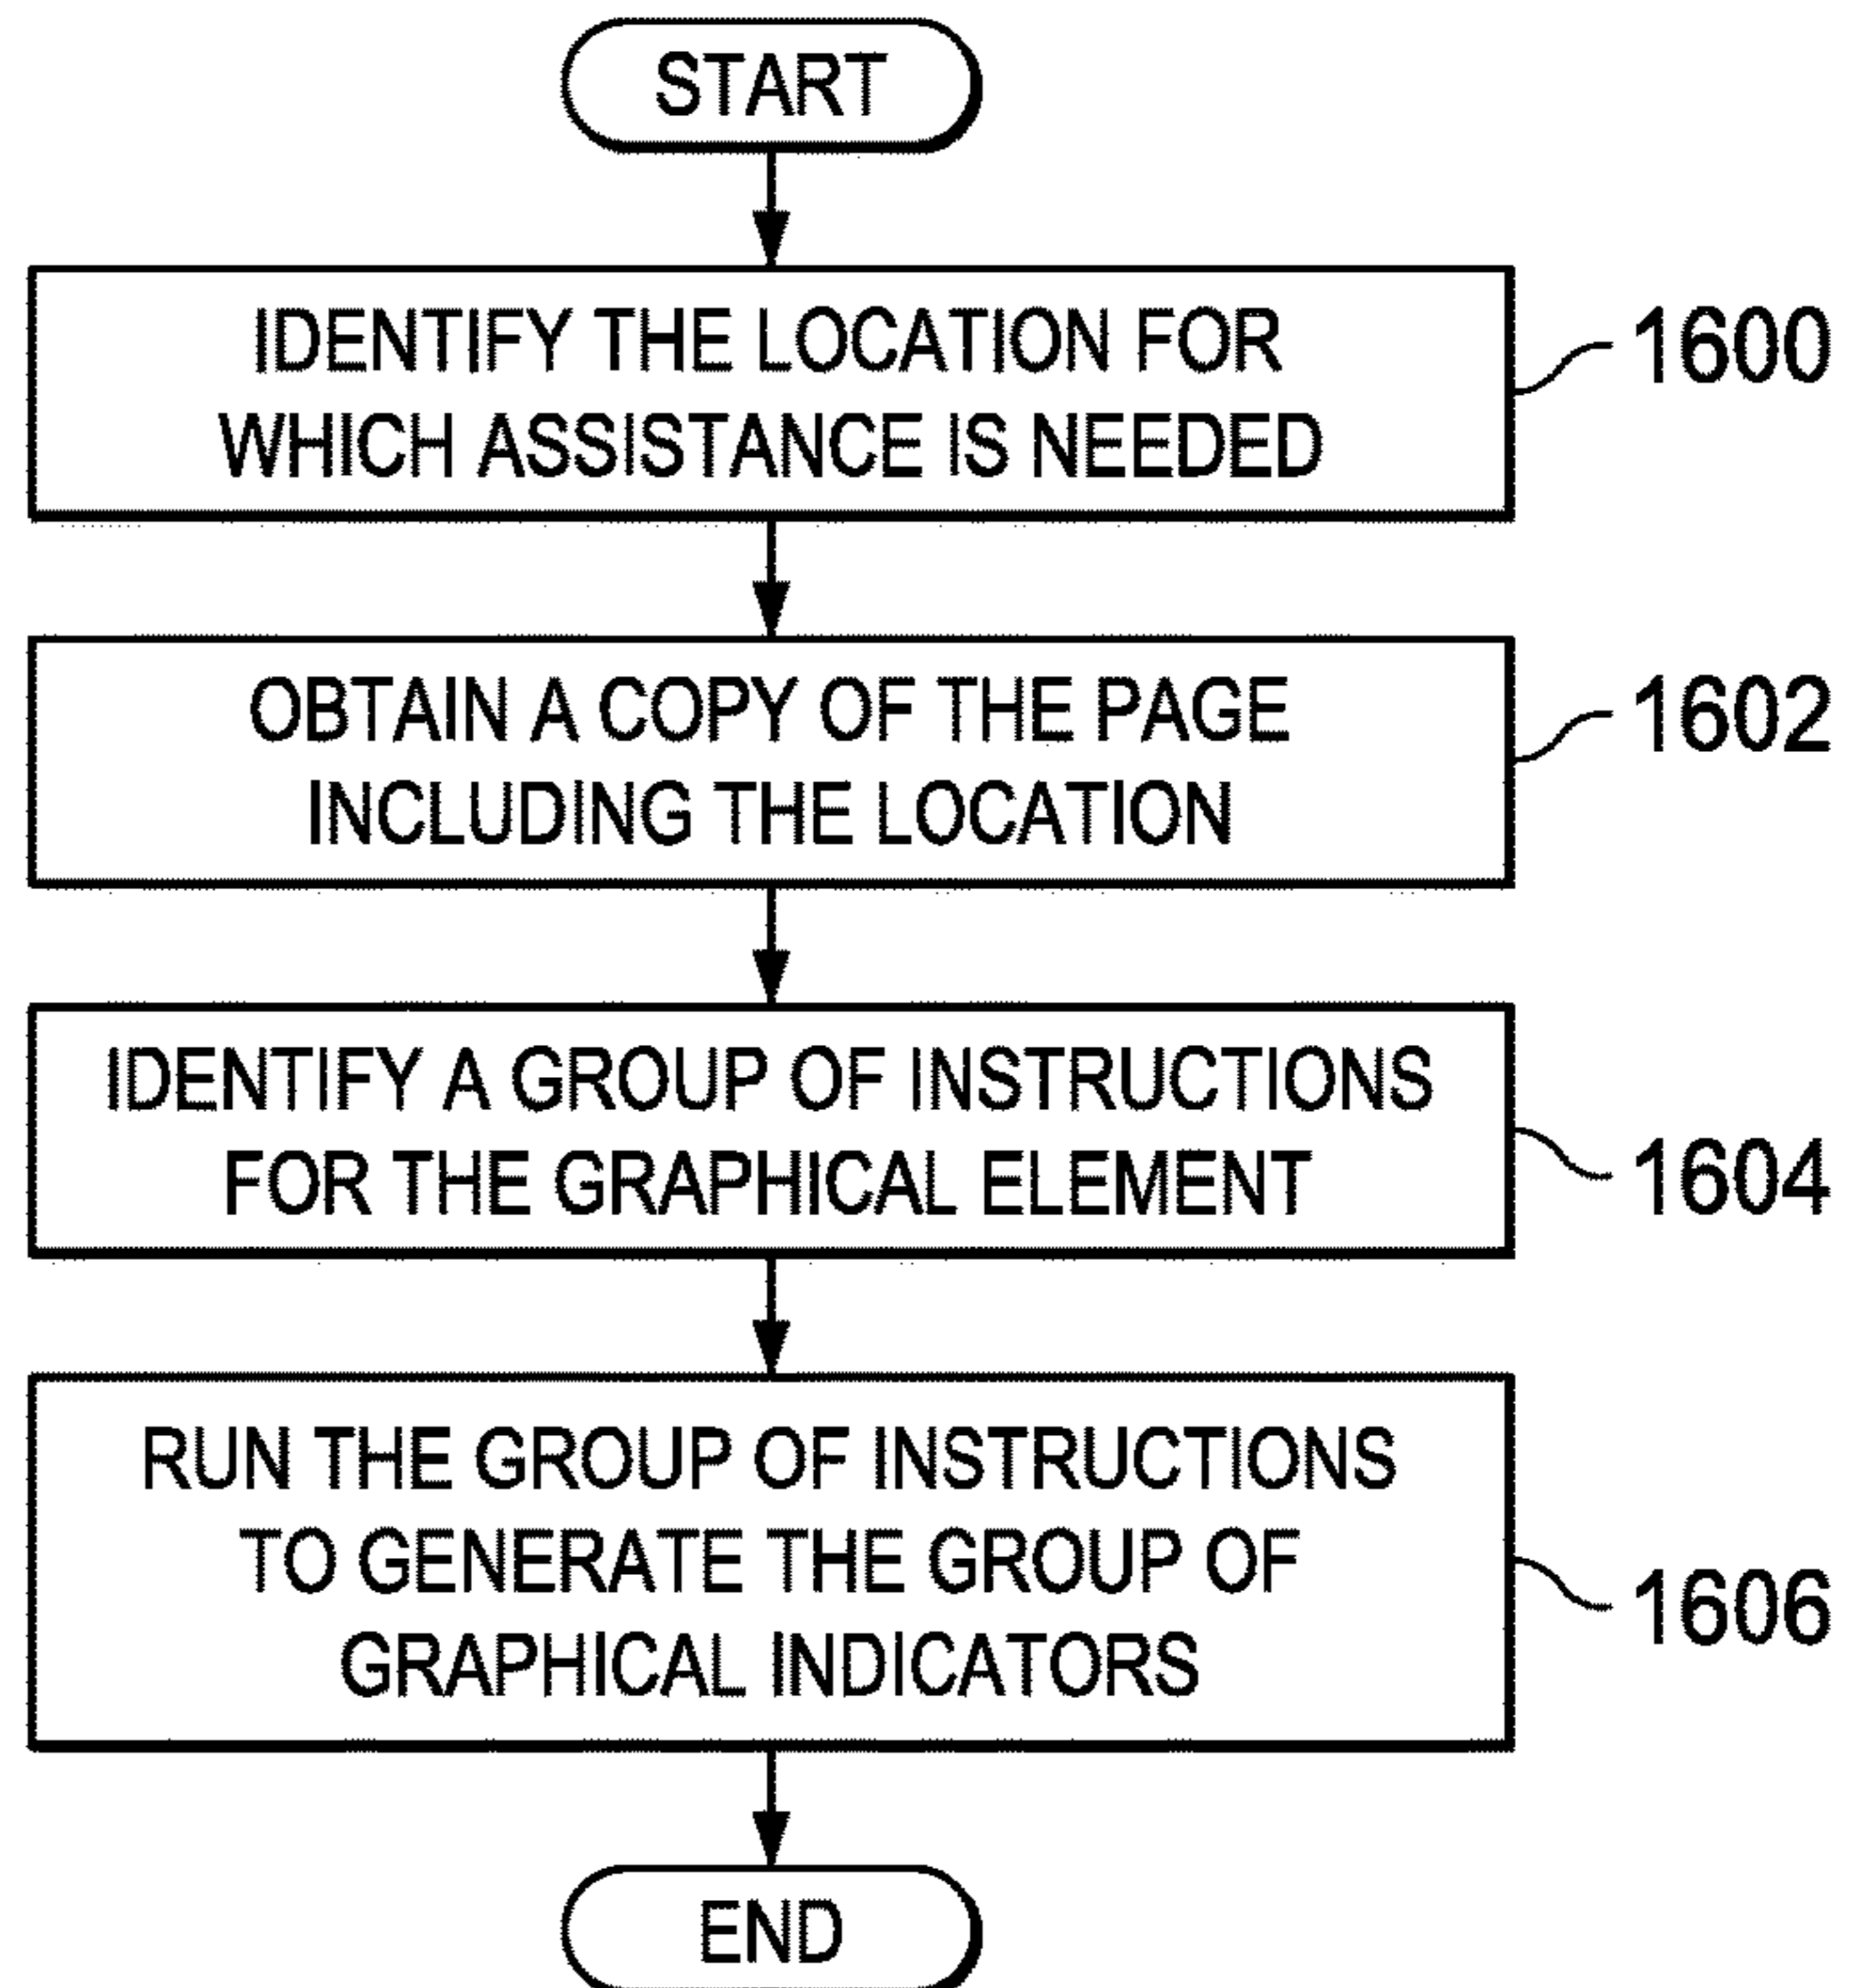 START
IDENTIFY THE LOCATION FOR
WHICH ASSISTANCE IS NEEDED
1600
OBTAIN A COPY OF THE PAGE
INCLUDING THE LOCATION
1602
IDENTIFY A GROUP OF INSTRUCTIONS
FOR THE GRAPHICAL ELEMENT
1604
RUN THE GROUP OF INSTRUCTIONS
TO GENERATE THE GROUP OF
GRAPHICAL INDICATORS
1606
END